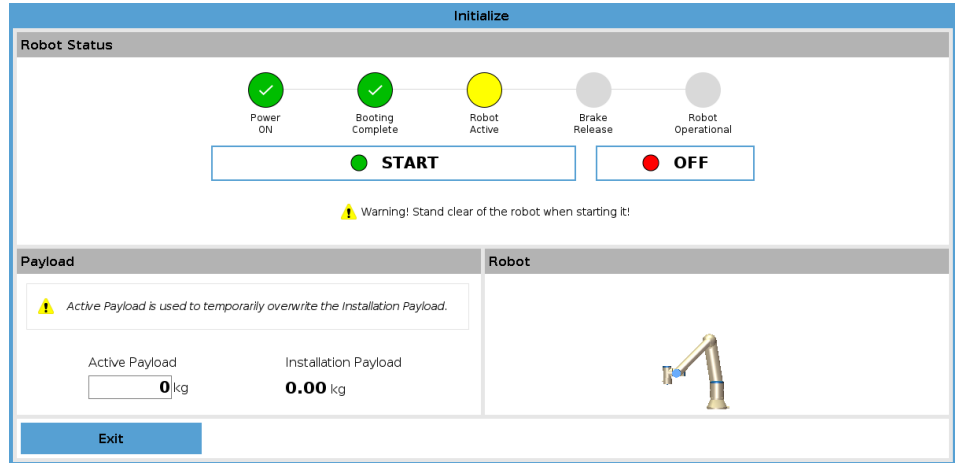 Initialize
Robot Status
Power
ON
Booting
Complete
Robot
Active
Brake
Release
Robot
Operational
START
OFF
Warning! Stand clear of the robot when starting it!
Payload
Active Payload is used to temporarily overwrite the Installation Payload.
Active Payload
0 kg
Installation Payload
0.00 kg
Robot
Exit